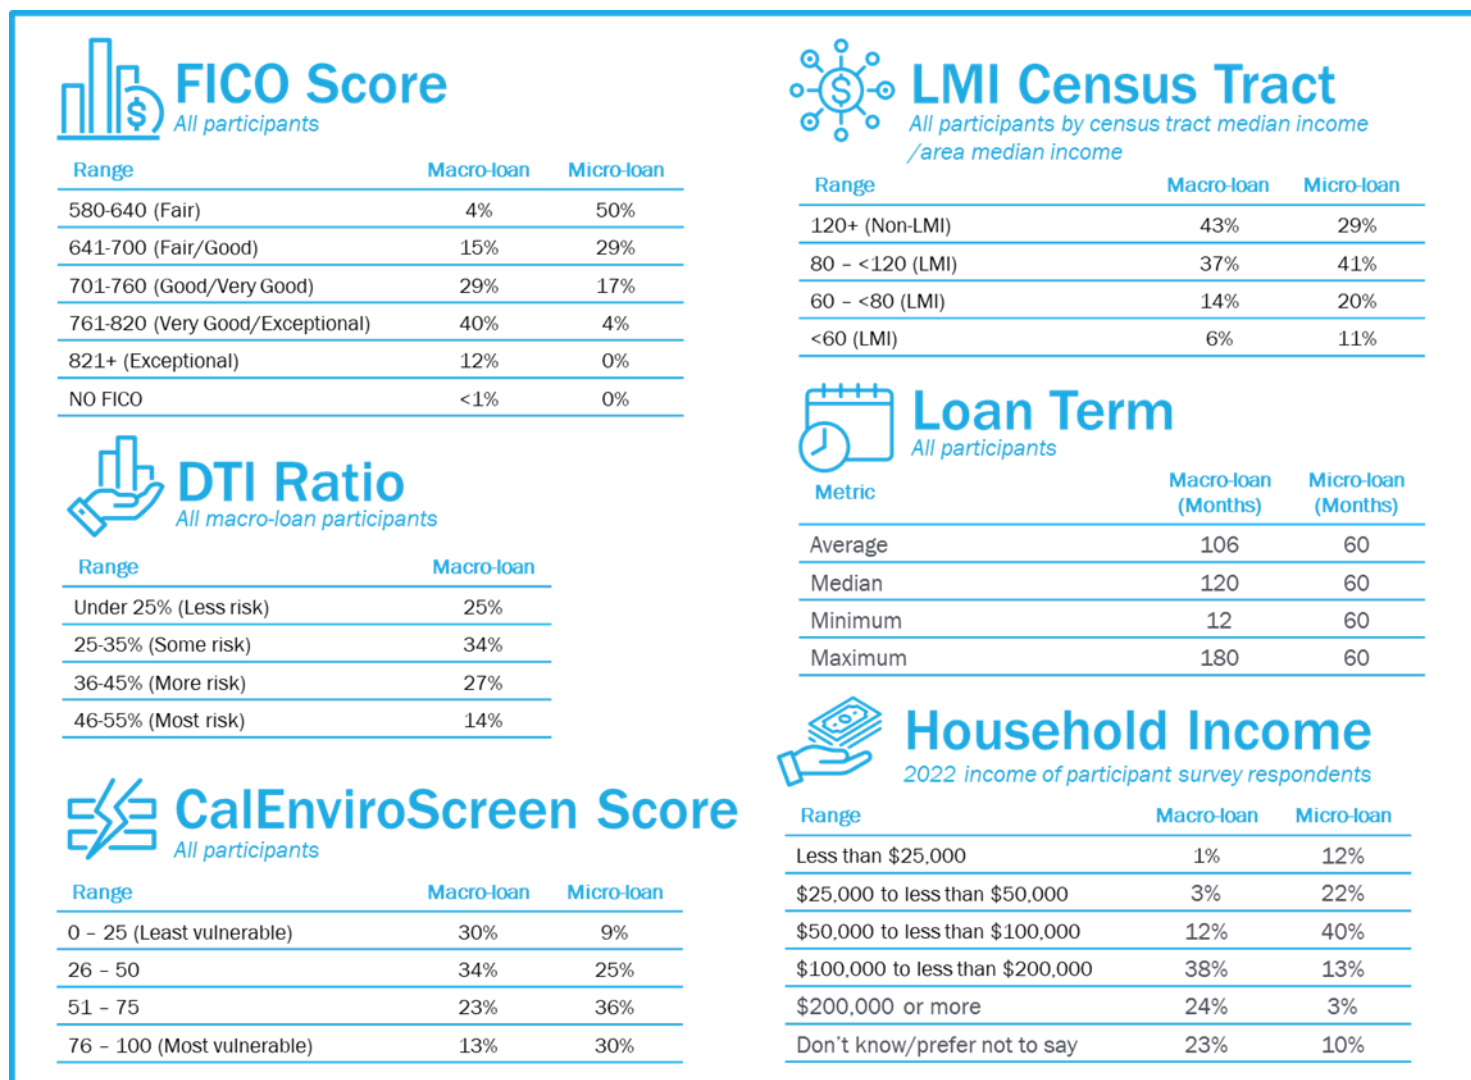 FICO Score
All participants
Range Macro-loan Micro-loan
580-640 (Fair) 4% 50%
641-700 (Fair/Good) 15% 29%
701-760 (Good/Very Good) 29% 17%
761-820 (Very Good/Exceptional) 40% 4%
821+ (Exceptional) 12% 0%
NO FICO <1% 0%
DTI Ratio
All macro-loan participants
Range Macro-loan
Under 25% (Less risk) 25%
25-35% (Some risk) 34%
36-45% (More risk) 27%
46-55% (Most risk) 14%
CalEnviroScreen Score
All participants
Range Macro-loan Micro-loan
0 – 25 (Least vulnerable) 30% 9%
26 – 50 34% 25%
51 – 75 23% 36%
76 – 100 (Most vulnerable) 13% 30%
LMI Census Tract
All participants by census tract median income
/area median income
Range Macro-loan Micro-loan
120+ (Non-LMI) 43% 29%
80 – <120 (LMI) 37% 41%
60 – <80 (LMI) 14% 20%
<60 (LMI) 6% 11%
Loan Term
All participants
Metric Macro-loan (Months) Micro-loan (Months)
Average 106 60
Median 120 60
Minimum 12 60
Maximum 180 60
Household Income
2022 income of participant survey respondents
Range Macro-loan Micro-loan
Less than $25,000 1% 12%
$25,000 to less than $50,000 3% 22%
$50,000 to less than $100,000 12% 40%
$100,000 to less than $200,000 38% 13%
$200,000 or more 24% 3%
Don't know/prefer not to say 23% 10%